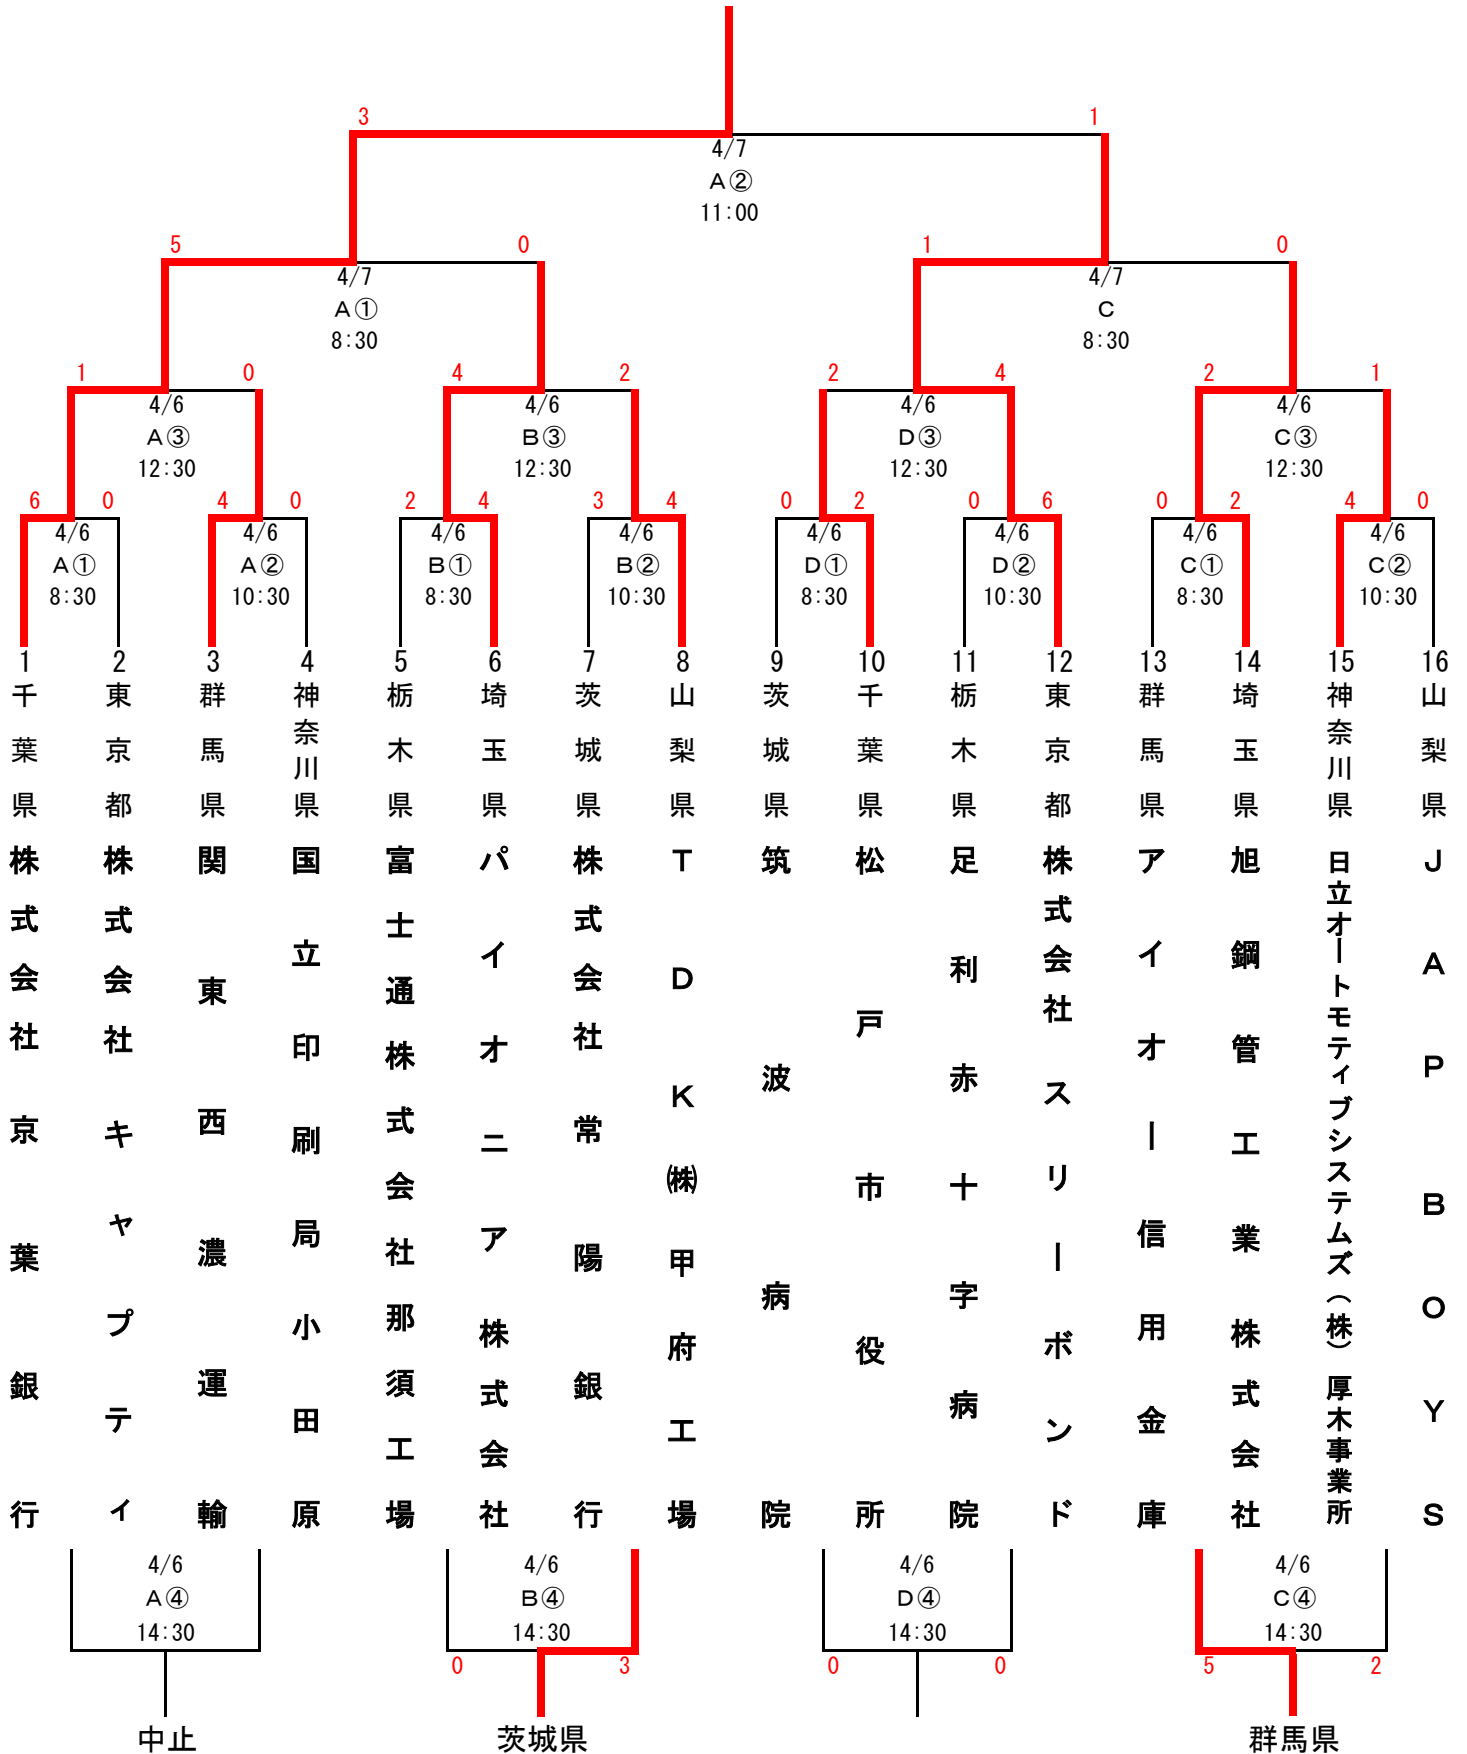 3 1
4/7
A②
11:00
5 0 1 0
4/7 4/7
A① C
8:30 8:30
1 0 4 2 2 4 2 1
4/6 4/6 4/6 4/6
A③ B③ D③ C③
12:30 12:30 12:30 12:30
6 0 4 0 2 4 3 4 0 2 0 6 0 2 4 0
4/6 4/6 4/6 4/6 4/6 4/6 4/6 4/6
A① A② B① B② D① D② C① C②
8:30 10:30 8:30 10:30 8:30 10:30 8:30 10:30
1 千葉県 株式会社京葉銀行
2 東京都 株式会社キャプティ
3 群馬県 関東西濃運輸
4 神奈川県 国立印刷局小田原
5 栃木県 富士通株式会社那須工場
6 埼玉県 パイオニア株式会社
7 茨城県 株式会社常陽銀行
8 山梨県 TDK㈱甲府工場
9 茨城県 筑波病院
10 千葉県 松戸市役所
11 栃木県 足利赤十字病院
12 東京都 株式会社スリーボンド
13 群馬県 アイオー信用金庫
14 埼玉県 旭鋼管工業株式会社
15 神奈川県 日立オートモティブシステムズ(株)厚木事業所
16 山梨県 JAPBOYS
4/6 4/6 4/6 4/6
A④ B④ D④ C④
14:30 14:30 14:30 14:30
0 3 0 0 5 2
中止 茨城県 群馬県